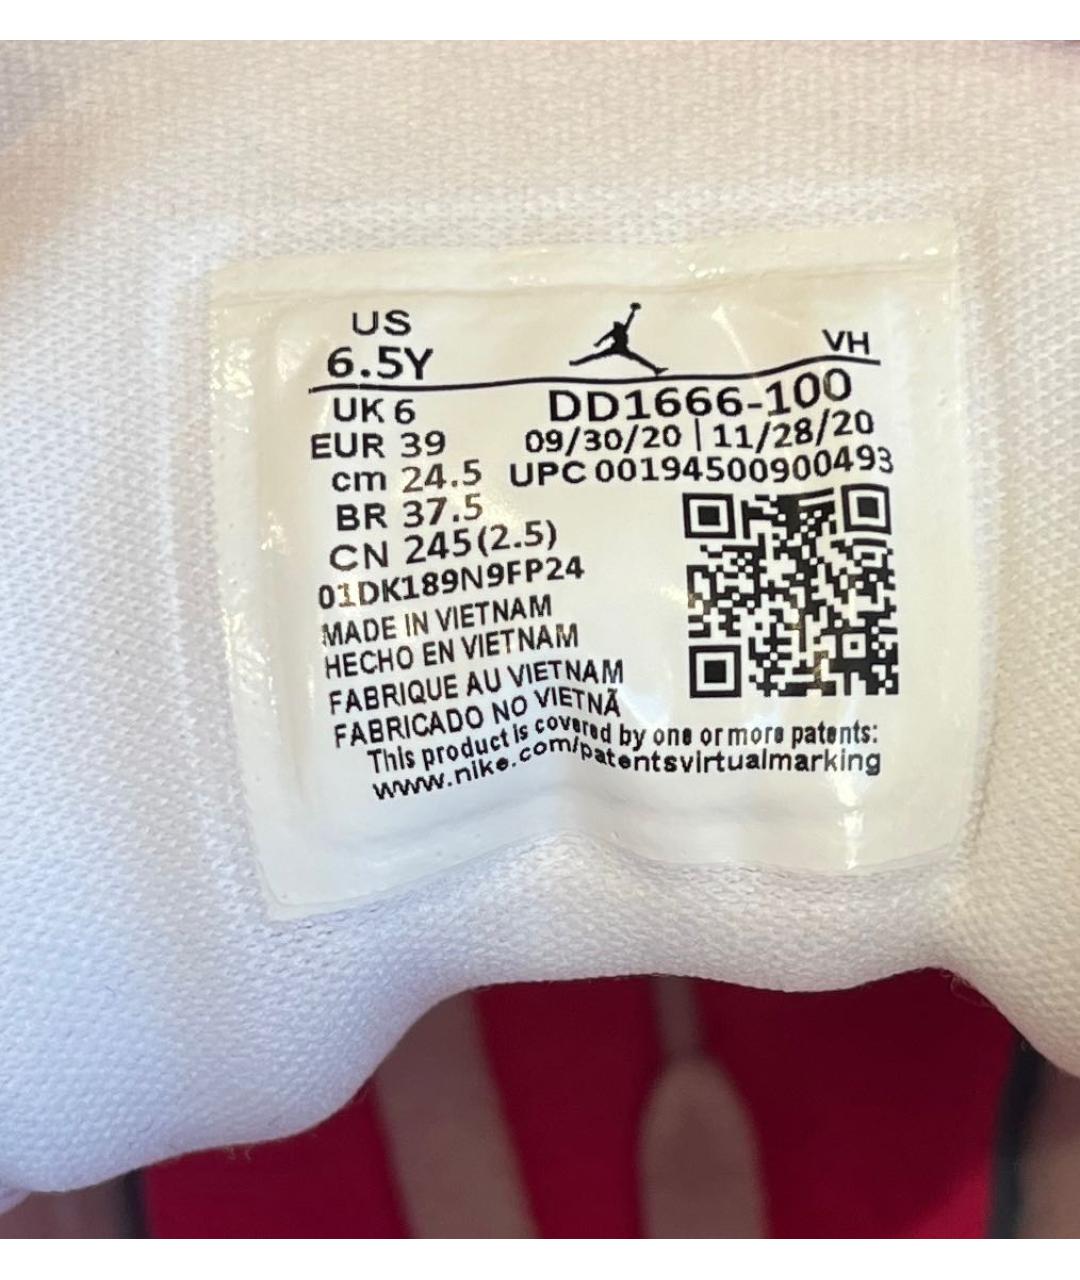 US
6.5Y
VH
UK 6
DD1666-100
EUR 39
09/30/20 | 11/28/20
cm 24.5
UPC 00194500900493
BR 37.5
CN 245(2.5)
01DK189N9FP24
MADE IN VIETNAM
HECHO EN VIETNAM
FABRIQUE AU VIETNAM
FABRICADO NO VIETNÃ
This product is covered by one or more patents:
www.nike.com/patentsvirtualmarking